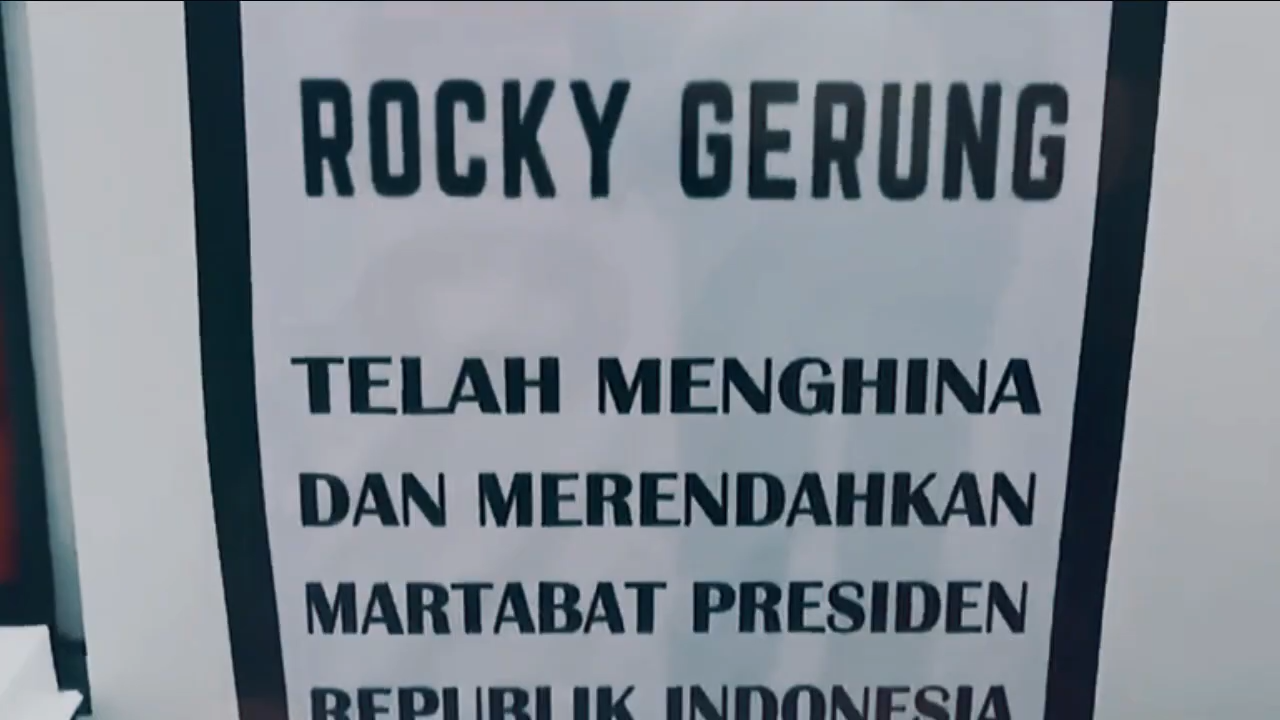 ROCKY GERUNG
TELAH MENGHINA
DAN MERENDAHKAN
MARTABAT PRESIDEN
REPUBLIK INDONESIA